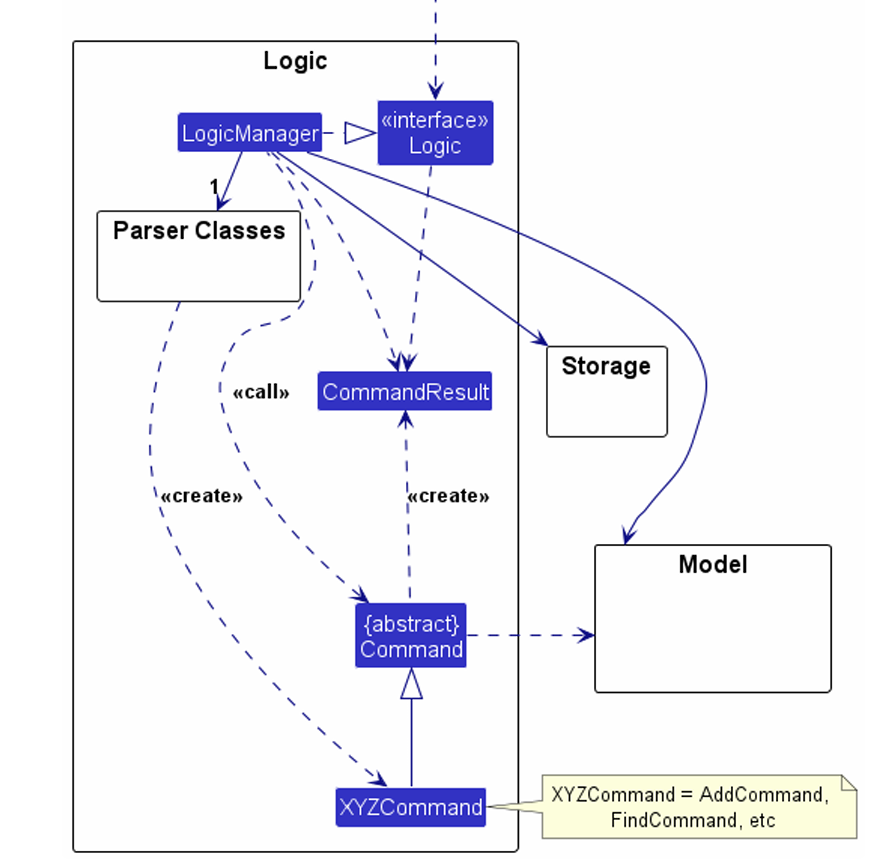 Logic
LogicManager
«interface»
Logic
1
Parser Classes
Storage
«call»
CommandResult
«create»
«create»
Model
{abstract}
Command
XYZCommand
XYZCommand = AddCommand,
FindCommand, etc